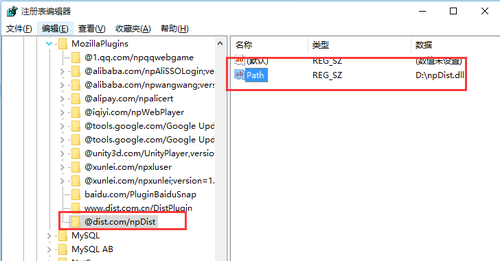 注册表编辑器
文件(F) 编辑(E) 查看(V) 收藏夹(A) 帮助(H)
MozillaPlugins
@1.qq.com/npqqwebgame
@alibaba.com/npAliSSOLogin;ve
@alibaba.com/npwangwang;versi
@alipay.com/npalicert
@iqiyi.com/npWebPlayer
@tools.google.com/Google Upd
@tools.google.com/Google Upd
@unity3d.com/UnityPlayer,versio
@xunlei.com/npxluser
@xunlei.com/npxunlei;version=1.
baidu.com/PluginBaiduSnap
www.dist.com.cn/DistPlugin
@dist.com/npDist
MySQL
MySQL AB
名称 类型 数据
(默认) REG_SZ (数值未设置)
Path REG_SZ D:\npDist.dll